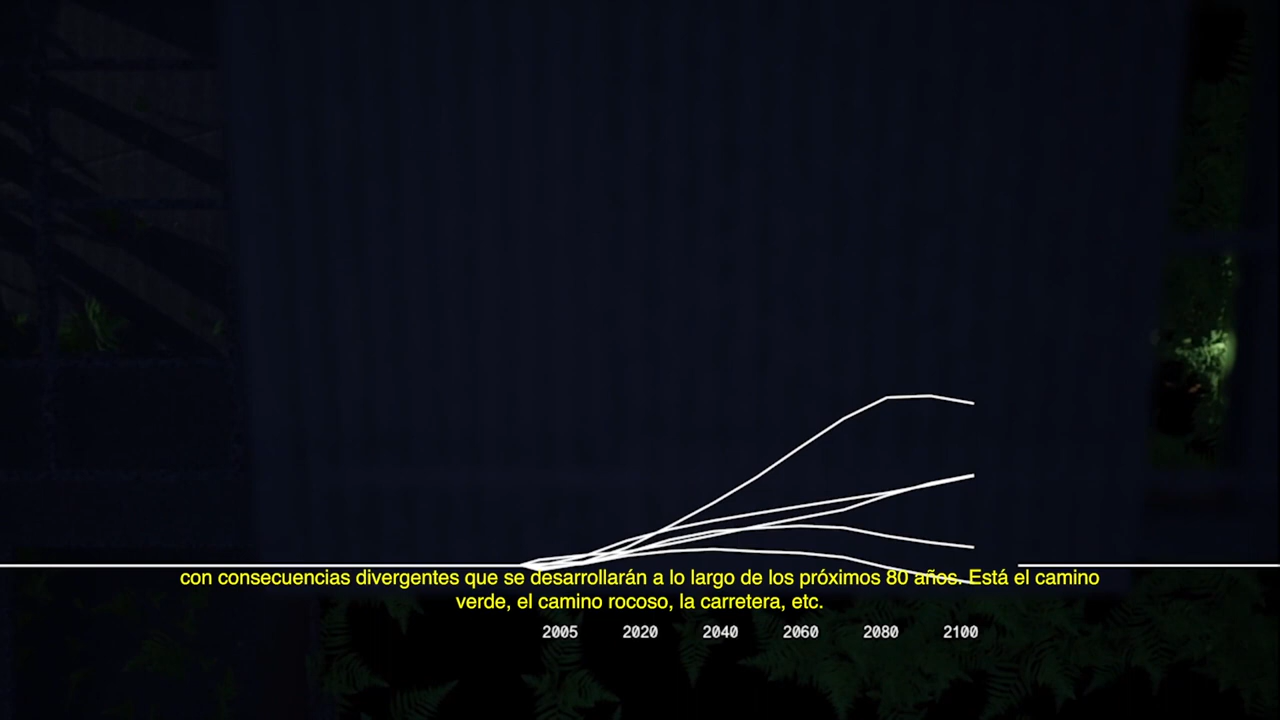 con consecuencias divergentes que se desarrollarán a lo largo de los próximos 80 años. Está el camino
verde, el camino rocoso, la carretera, etc.
2005 2020 2040 2060 2080 2100